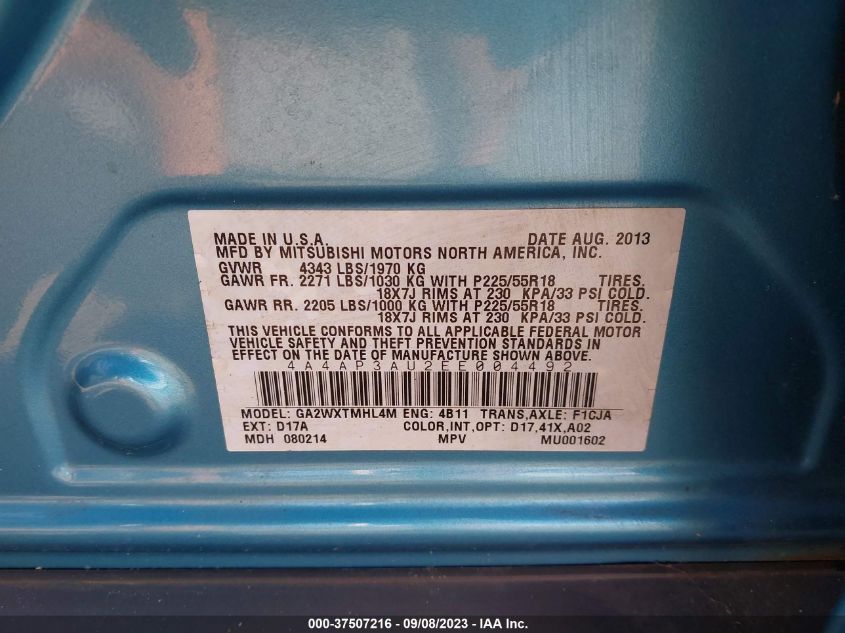 MADE IN U.S.A. DATE AUG. 2013
MFD BY MITSUBISHI MOTORS NORTH AMERICA, INC.
GVWR 4343 LBS/1970 KG
GAWR FR. 2271 LBS/1030 KG WITH P225/55R18 TIRES.
18X7J RIMS AT 230 KPA/33 PSI COLD.
GAWR RR. 2205 LBS/1000 KG WITH P225/55R18 TIRES.
18X7J RIMS AT 230 KPA/33 PSI COLD.
THIS VEHICLE CONFORMS TO ALL APPLICABLE FEDERAL MOTOR
VEHICLE SAFETY AND THEFT PREVENTION STANDARDS IN
EFFECT ON THE DATE OF MANUFACTURE SHOWN ABOVE.
4A4AP3AU2EE004492
MODEL: GA2WXTMHL4M ENG: 4B11 TRANS,AXLE: F1CJA
EXT: D17A COLOR,INT,OPT: D17,41X,A02
MDH 080214 MPV MU001602
000-37507216 - 09/08/2023 - IAA Inc.